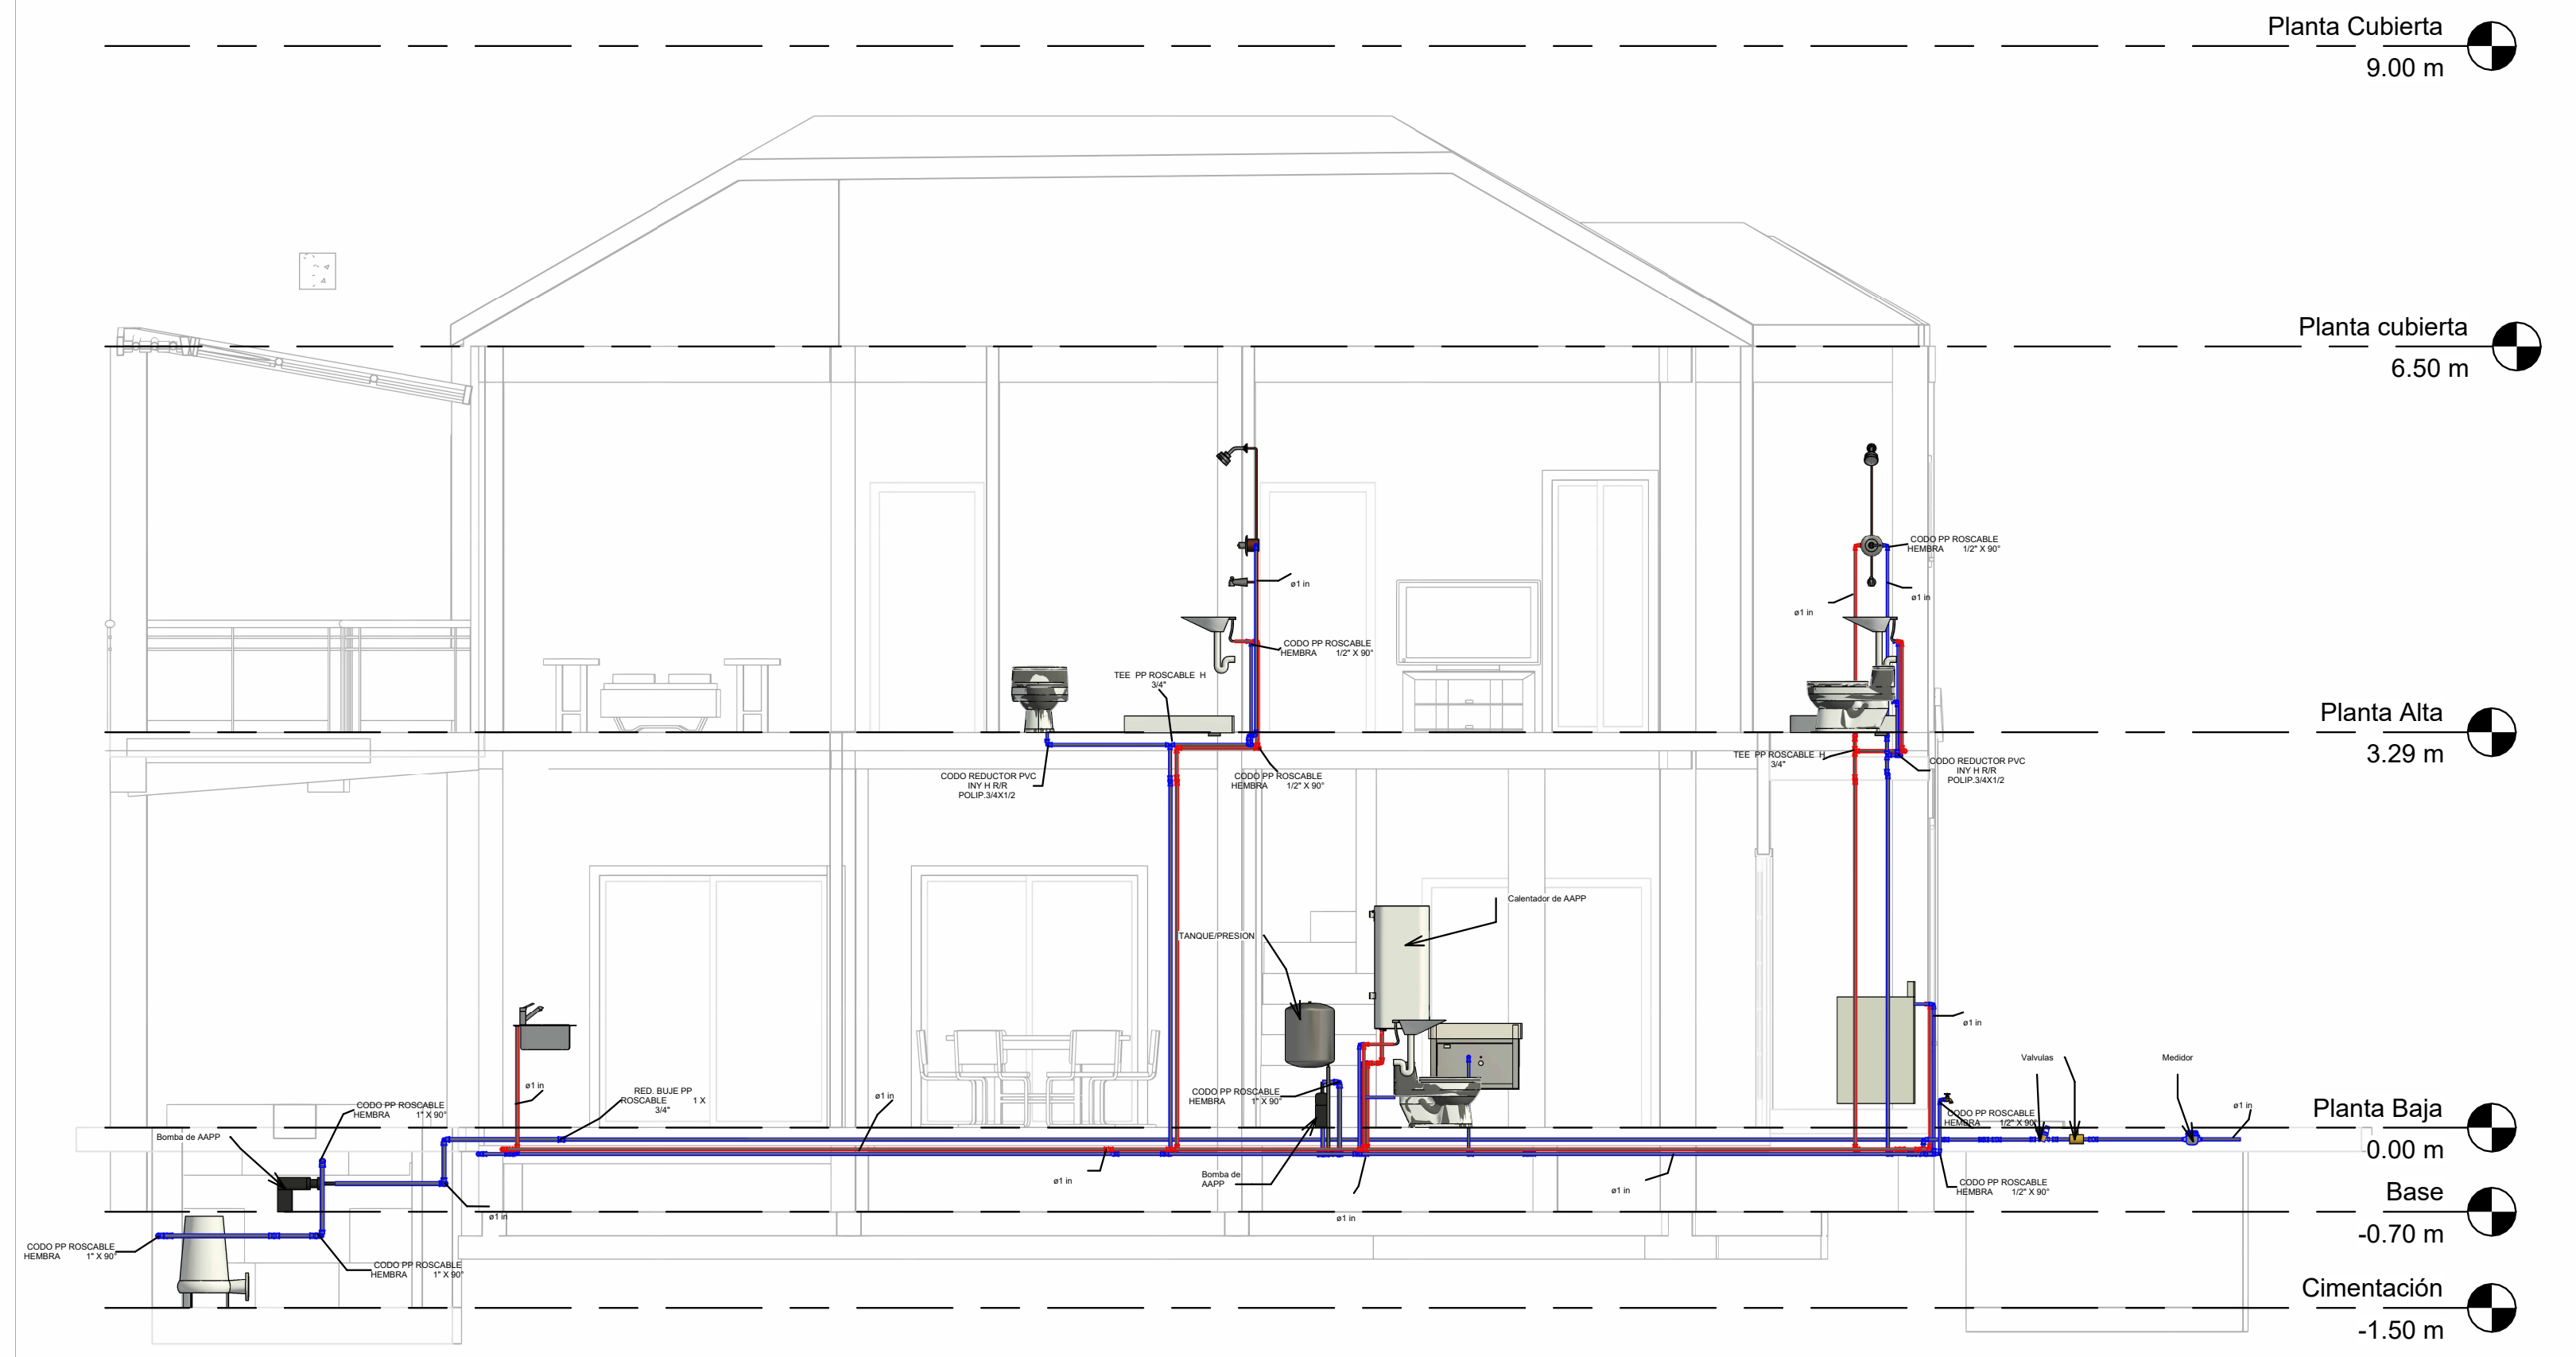 Planta Cubierta
9.00 m
Planta cubierta
6.50 m
CODO PP ROSCABLE
HEMBRA 1/2" X 90°
ø1 in
ø1 in
ø1 in
CODO PP ROSCABLE
HEMBRA 1/2" X 90°
TEE PP ROSCABLE H
3/4"
Planta Alta
3.29 m
CODO REDUCTOR PVC
INY H R/R
POLIP.3/4X1/2
CODO PP ROSCABLE
HEMBRA 1/2" X 90°
TEE PP ROSCABLE H
3/4"
CODO REDUCTOR PVC
INY H R/R
POLIP.3/4X1/2
Calentador de AAPP
TANQUE/PRESION
ø1 in
Valvulas
Medidor
ø1 in
RED. BUJE PP
ROSCABLE 1 X
3/4"
ø1 in
CODO PP ROSCABLE
HEMBRA 1" X 90°
CODO PP ROSCABLE
HEMBRA 1" X 90°
CODO PP ROSCABLE
HEMBRA 1/2" X 90°
ø1 in
Planta Baja
0.00 m
Bomba de AAPP
Bomba de
AAPP
ø1 in
ø1 in
CODO PP ROSCABLE
HEMBRA 1/2" X 90°
Base
-0.70 m
ø1 in
ø1 in
CODO PP ROSCABLE
HEMBRA 1" X 90°
CODO PP ROSCABLE
HEMBRA 1" X 90°
Cimentación
-1.50 m